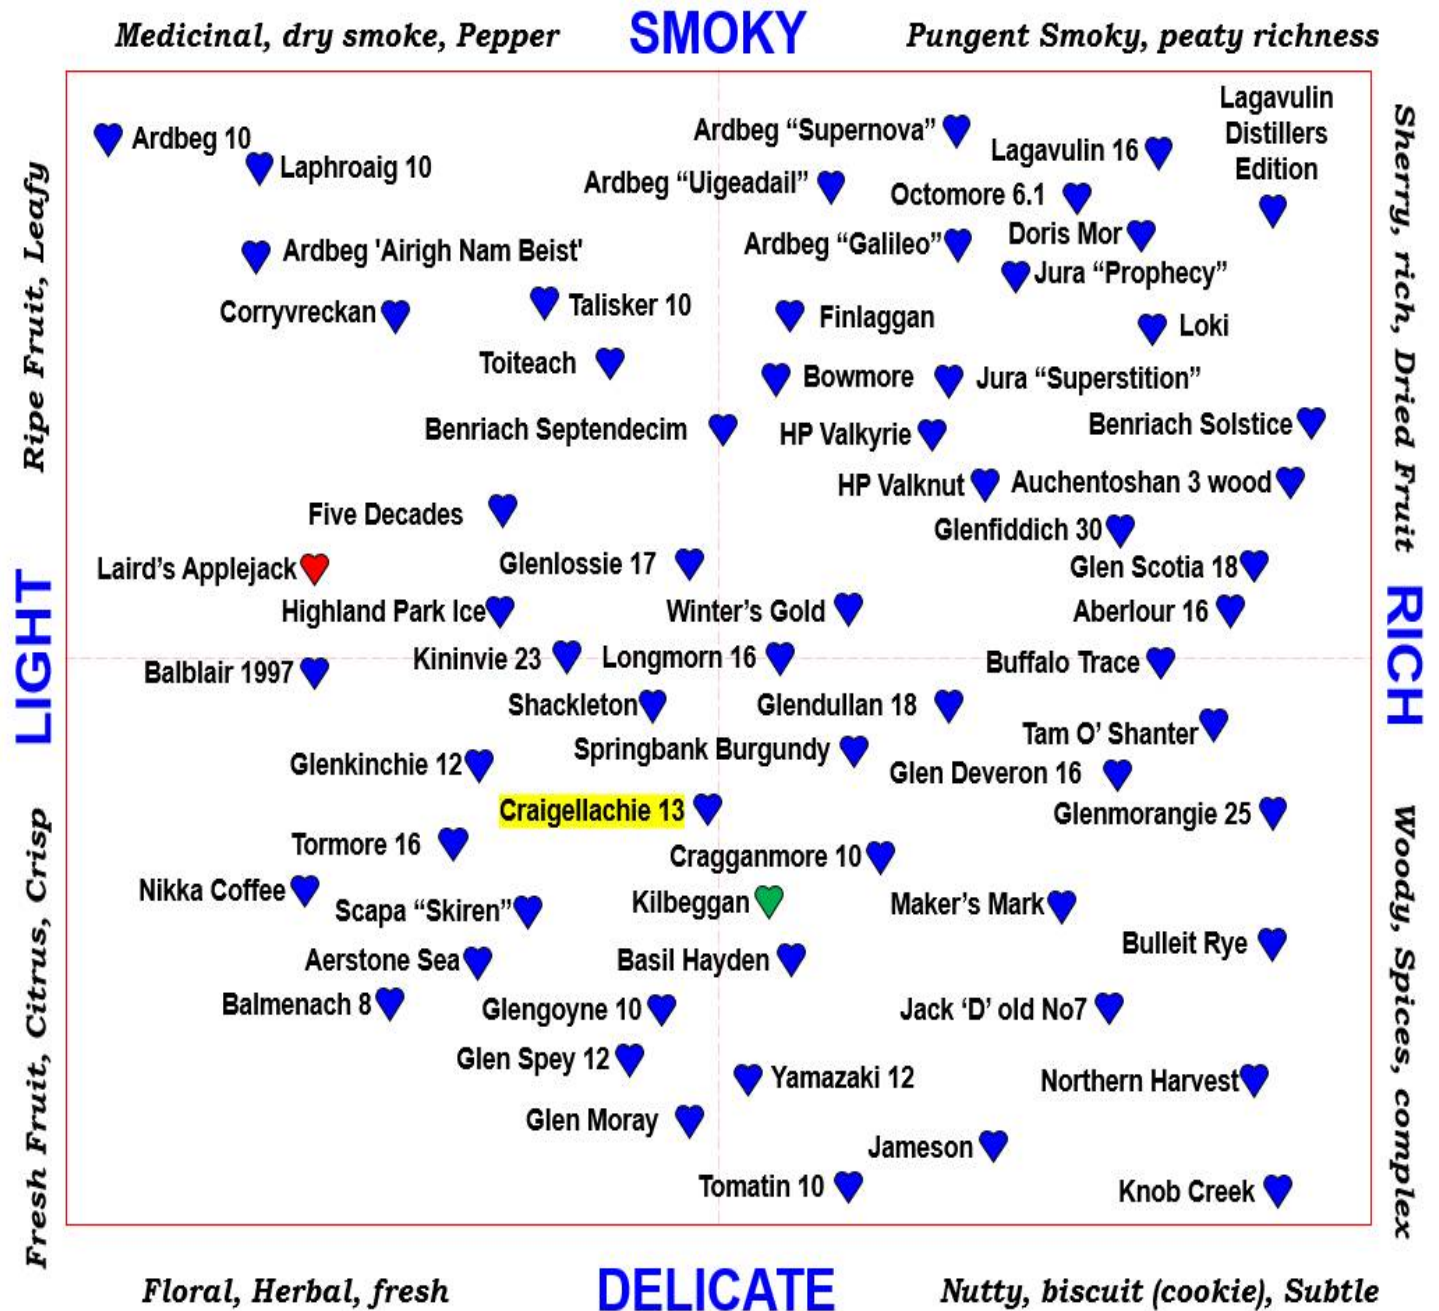 Medicinal, dry smoke, Pepper
SMOKY
Pungent Smoky, peaty richness
Lagavulin
Distillers
Edition
Ardbeg “Supernova”
Ardbeg 10
Lagavulin 16
Laphroaig 10
Ardbeg “Uigeadail”
Octomore 6.1
Doris Mor
Ardbeg “Galileo”
Ardbeg 'Airigh Nam Beist'
Jura “Prophecy”
Talisker 10
Corryvreckan
Finlaggan
Loki
Toiteach
Bowmore
Jura “Superstition”
Benriach Septendecim
HP Valkyrie
Benriach Solstice
HP Valknut
Auchentoshan 3 wood
Five Decades
Glenfiddich 30
Laird’s Applejack
Glenlossie 17
Glen Scotia 18
Highland Park Ice
Winter’s Gold
Aberlour 16
Kininvie 23
Longmorn 16
Buffalo Trace
Balblair 1997
Shackleton
Glendullan 18
Tam O’ Shanter
Springbank Burgundy
Glenkinchie 12
Glen Deveron 16
Craigellachie 13
Glenmorangie 25
Tormore 16
Cragganmore 10
Nikka Coffee
Scapa “Skiren”
Kilbeggan
Maker’s Mark
Bulleit Rye
Aerstone Sea
Basil Hayden
Balmenach 8
Glengoyne 10
Jack ‘D’ old No7
Glen Spey 12
Yamazaki 12
Northern Harvest
Glen Moray
Jameson
Tomatin 10
Knob Creek
Ripe Fruit, Leafy
LIGHT
Fresh Fruit, Citrus, Crisp
Sherry, rich, Dried Fruit
RICH
Woody, Spices, complex
Floral, Herbal, fresh
DELICATE
Nutty, biscuit (cookie), Subtle